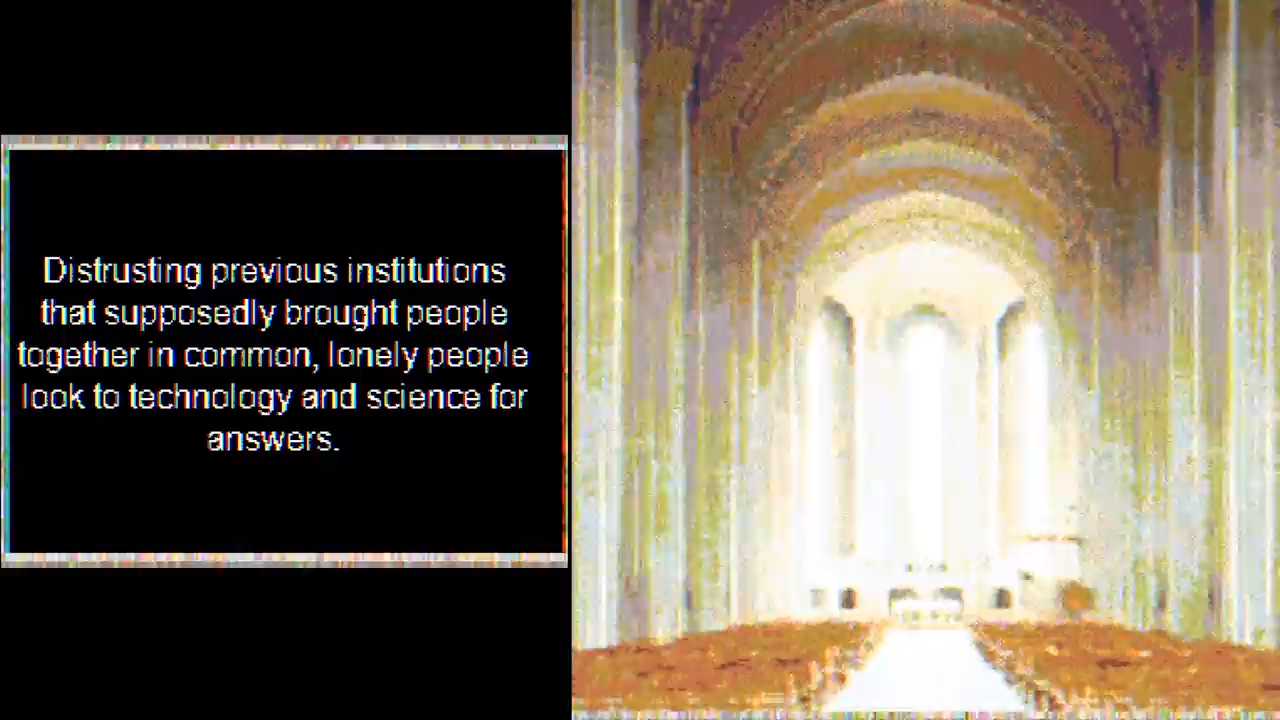 Distrusting previous institutions
that supposedly brought people
together in common, lonely people
look to technology and science for
answers.